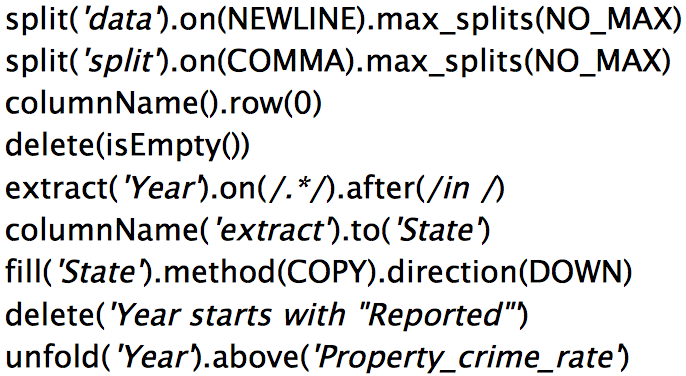 split('data').on(NEWLINE).max_splits(NO_MAX)
split('split').on(COMMA).max_splits(NO_MAX)
columnName().row(0)
delete(isEmpty())
extract('Year').on(/.*/).after(/in /)
columnName('extract').to('State')
fill('State').method(COPY).direction(DOWN)
delete('Year starts with "Reported"')
unfold('Year').above('Property_crime_rate')